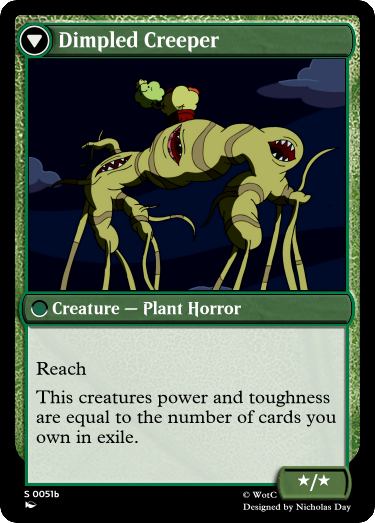 Dimpled Creeper
Creature — Plant Horror
Reach
This creatures power and toughness
are equal to the number of cards you
own in exile.
★/★
S 0051b
© WotC
Designed by Nicholas Day